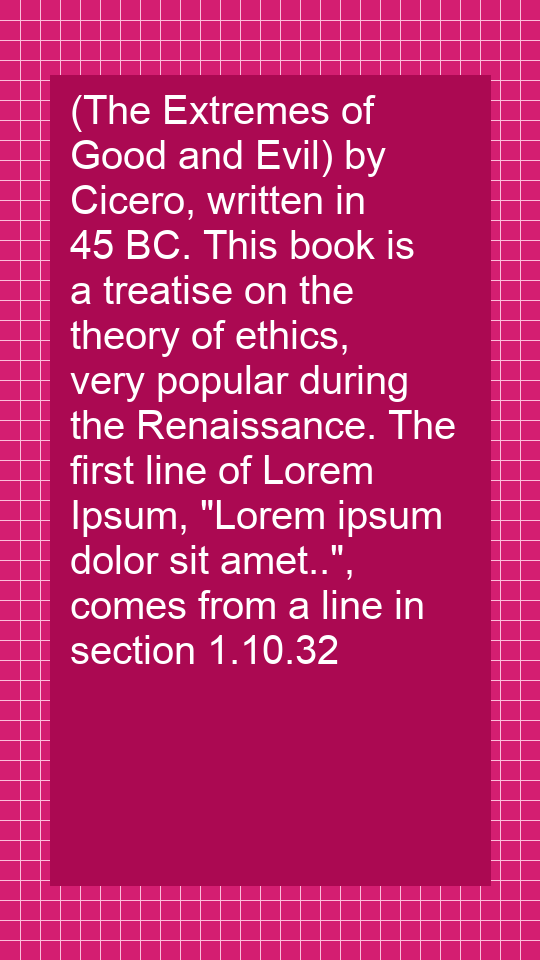 (The Extremes of
Good and Evil) by
Cicero, written in
45 BC. This book is
a treatise on the
theory of ethics,
very popular during
the Renaissance. The
first line of Lorem
Ipsum, "Lorem ipsum
dolor sit amet..",
comes from a line in
section 1.10.32